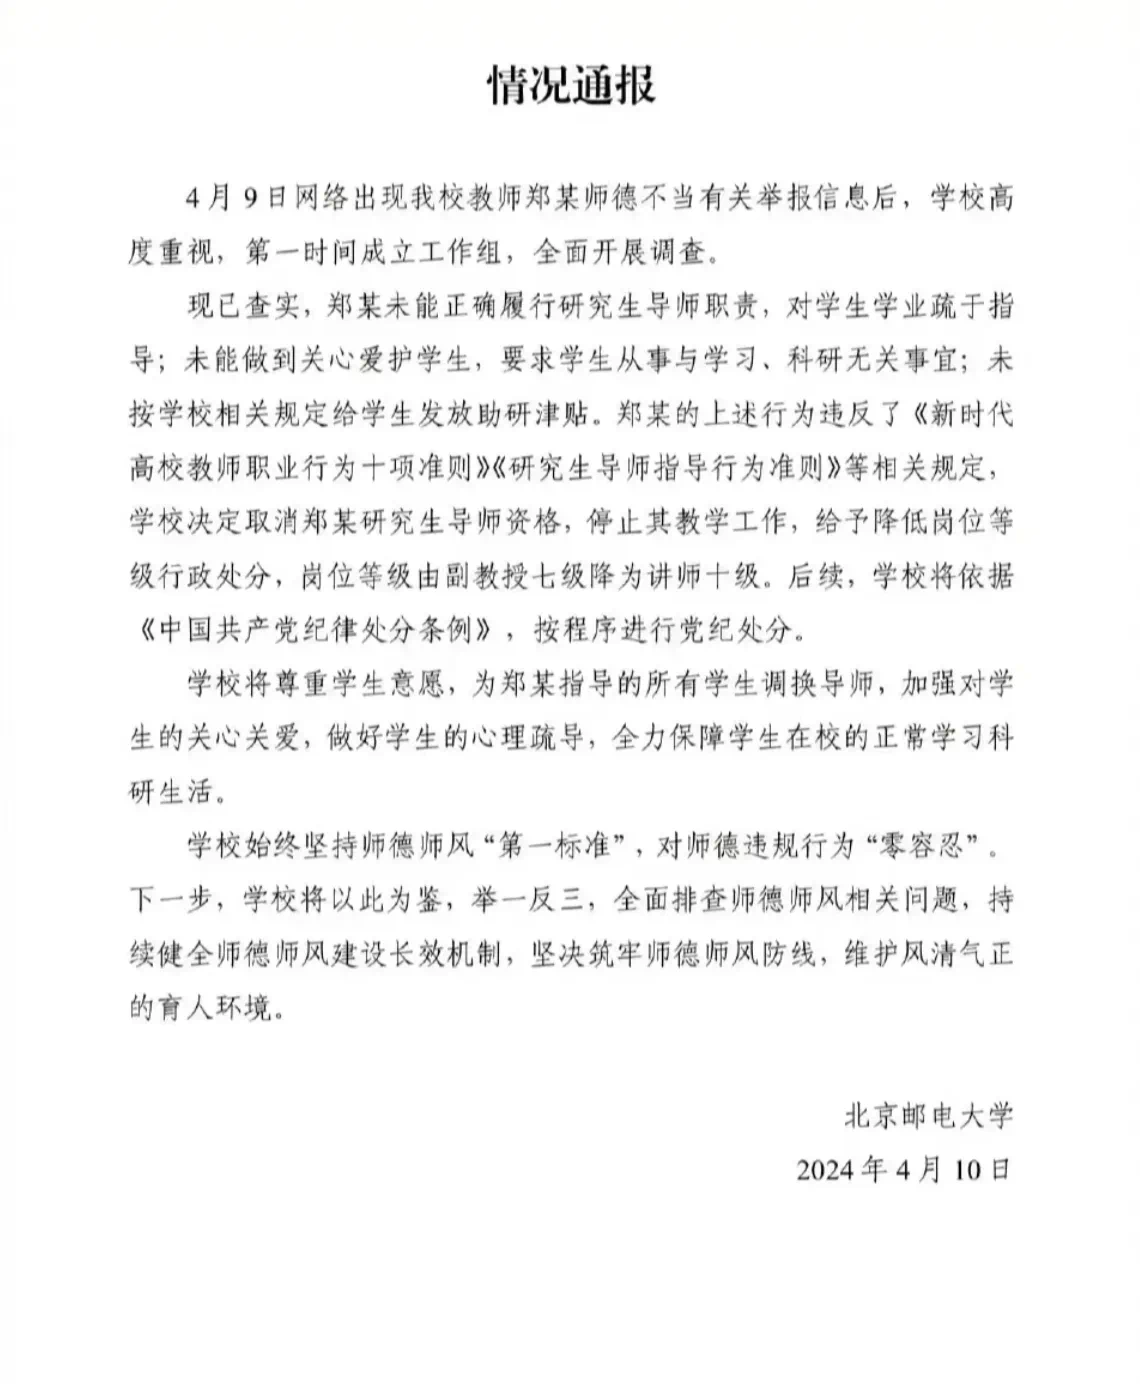 情况通报
4月9日网络出现我校教师郑某师德不当有关举报信息后，学校高
度重视，第一时间成立工作组，全面开展调查。
现已查实，郑某未能正确履行研究生导师职责，对学生学业疏于指
导；未能做到关心爱护学生，要求学生从事与学习、科研无关事宜；未
按学校相关规定给学生发放助研津贴。郑某的上述行为违反了《新时代
高校教师职业行为十项准则》《研究生导师指导行为准则》等相关规定，
学校决定取消郑某研究生导师资格，停止其教学工作，给予降低岗位等
级行政处分，岗位等级由副教授七级降为讲师十级。后续，学校将依据
《中国共产党纪律处分条例》，按程序进行党纪处分。
学校将尊重学生意愿，为郑某指导的所有学生调换导师，加强对学
生的关心关爱，做好学生的心理疏导，全力保障学生在校的正常学习科
研生活。
学校始终坚持师德师风“第一标准”，对师德违规行为“零容忍”。
下一步，学校将以此为鉴，举一反三，全面排查师德师风相关问题，持
续健全师德师风建设长效机制，坚决筑牢师德师风防线，维护风清气正
的育人环境。
北京邮电大学
2024年4月10日